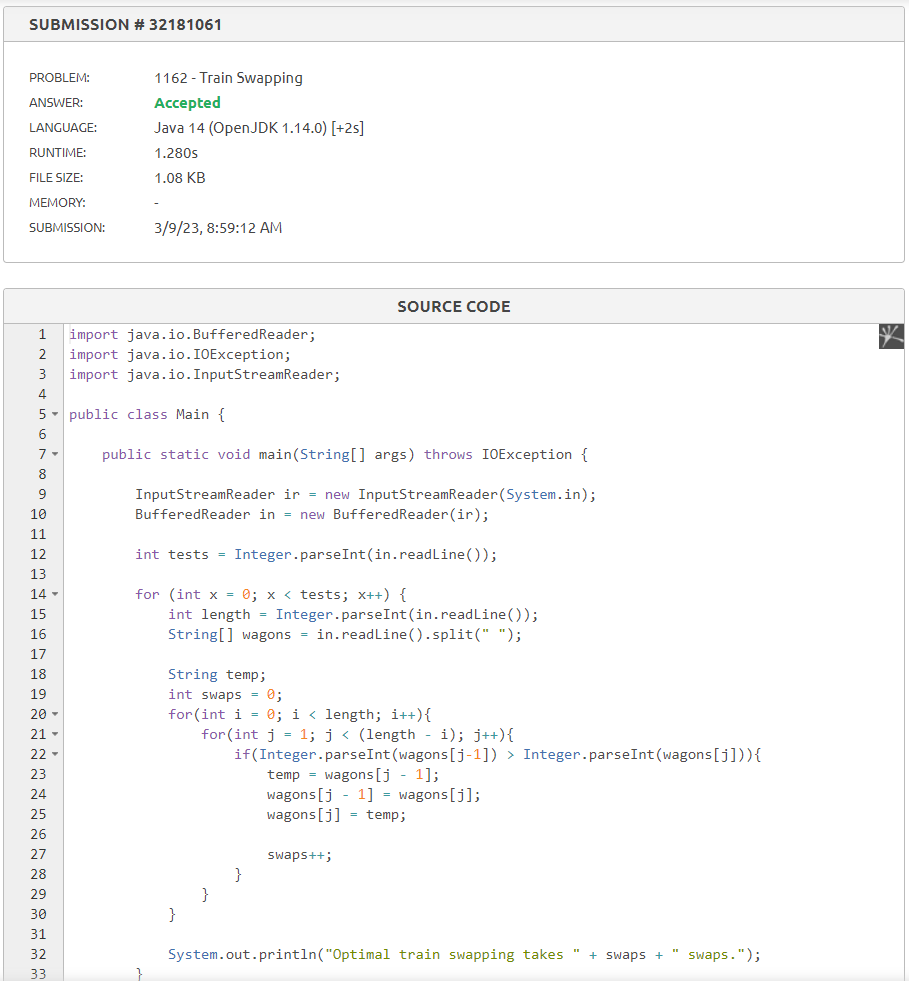 SUBMISSION # 32181061
PROBLEM: 1162 - Train Swapping
ANSWER: Accepted
LANGUAGE: Java 14 (OpenJDK 1.14.0) [+2s]
RUNTIME: 1.280s
FILE SIZE: 1.08 KB
MEMORY: -
SUBMISSION: 3/9/23, 8:59:12 AM
SOURCE CODE
1 import java.io.BufferedReader;
2 import java.io.IOException;
3 import java.io.InputStreamReader;
4
5 public class Main {
6
7     public static void main(String[] args) throws IOException {
8
9         InputStreamReader ir = new InputStreamReader(System.in);
10         BufferedReader in = new BufferedReader(ir);
11
12         int tests = Integer.parseInt(in.readLine());
13
14         for (int x = 0; x < tests; x++) {
15             int length = Integer.parseInt(in.readLine());
16             String[] wagons = in.readLine().split(" ");
17
18             String temp;
19             int swaps = 0;
20             for(int i = 0; i < length; i++){
21                 for(int j = 1; j < (length - i); j++){
22                     if(Integer.parseInt(wagons[j-1]) > Integer.parseInt(wagons[j])){
23                         temp = wagons[j - 1];
24                         wagons[j - 1] = wagons[j];
25                         wagons[j] = temp;
26
27                         swaps++;
28                     }
29                 }
30             }
31
32             System.out.println("Optimal train swapping takes " + swaps + " swaps.");
33         }